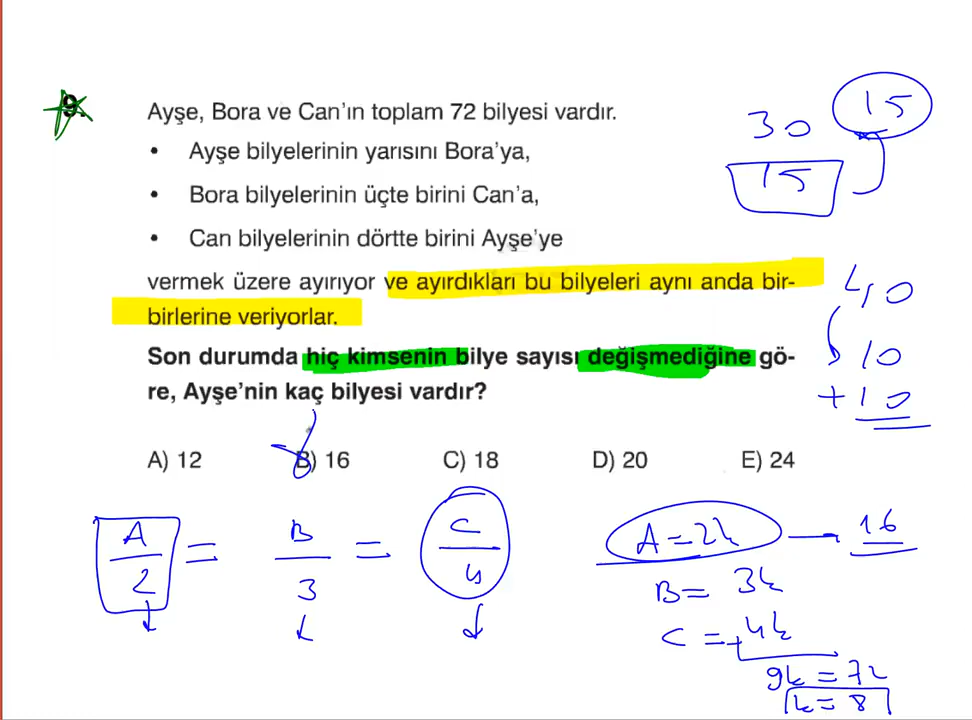 9.
Ayşe, Bora ve Can'ın toplam 72 bilyesi vardır.
• Ayşe bilyelerinin yarısını Bora'ya,
• Bora bilyelerinin üçte birini Can'a,
• Can bilyelerinin dörtte birini Ayşe'ye
vermek üzere ayırıyor ve ayırdıkları bu bilyeleri aynı anda bir-
birlerine veriyorlar.
Son durumda hiç kimsenin bilye sayısı değişmediğine gö-
re, Ayşe'nin kaç bilyesi vardır?
A) 12 B) 16 C) 18 D) 20 E) 24
30 15
15
40
10
+10
A/2 = B/3 = C/4
A=2k → 16
B= 3k
C = 4k
+
9k = 72
k= 8